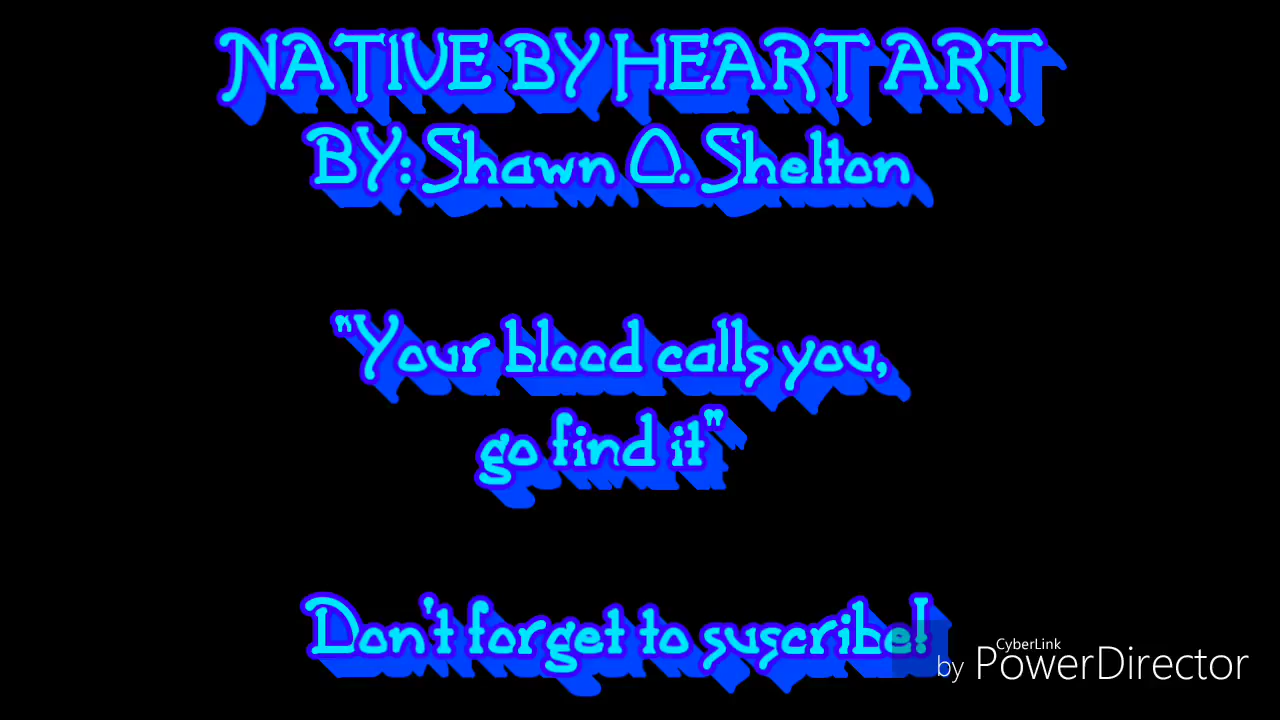 NATIVE BY HEART ART
BY: Shawn O. Shelton
"Your blood calls you,
go find it"
Don't forget to suscribe!
CyberLink
by PowerDirector